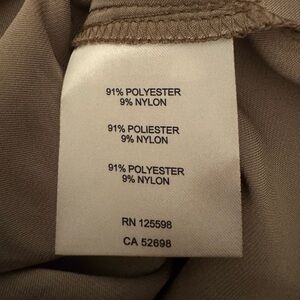 91% POLYESTER
9% NYLON
91% POLIESTER
9% NYLON
91% POLYESTER
9% NYLON
RN 125598
CA 52698